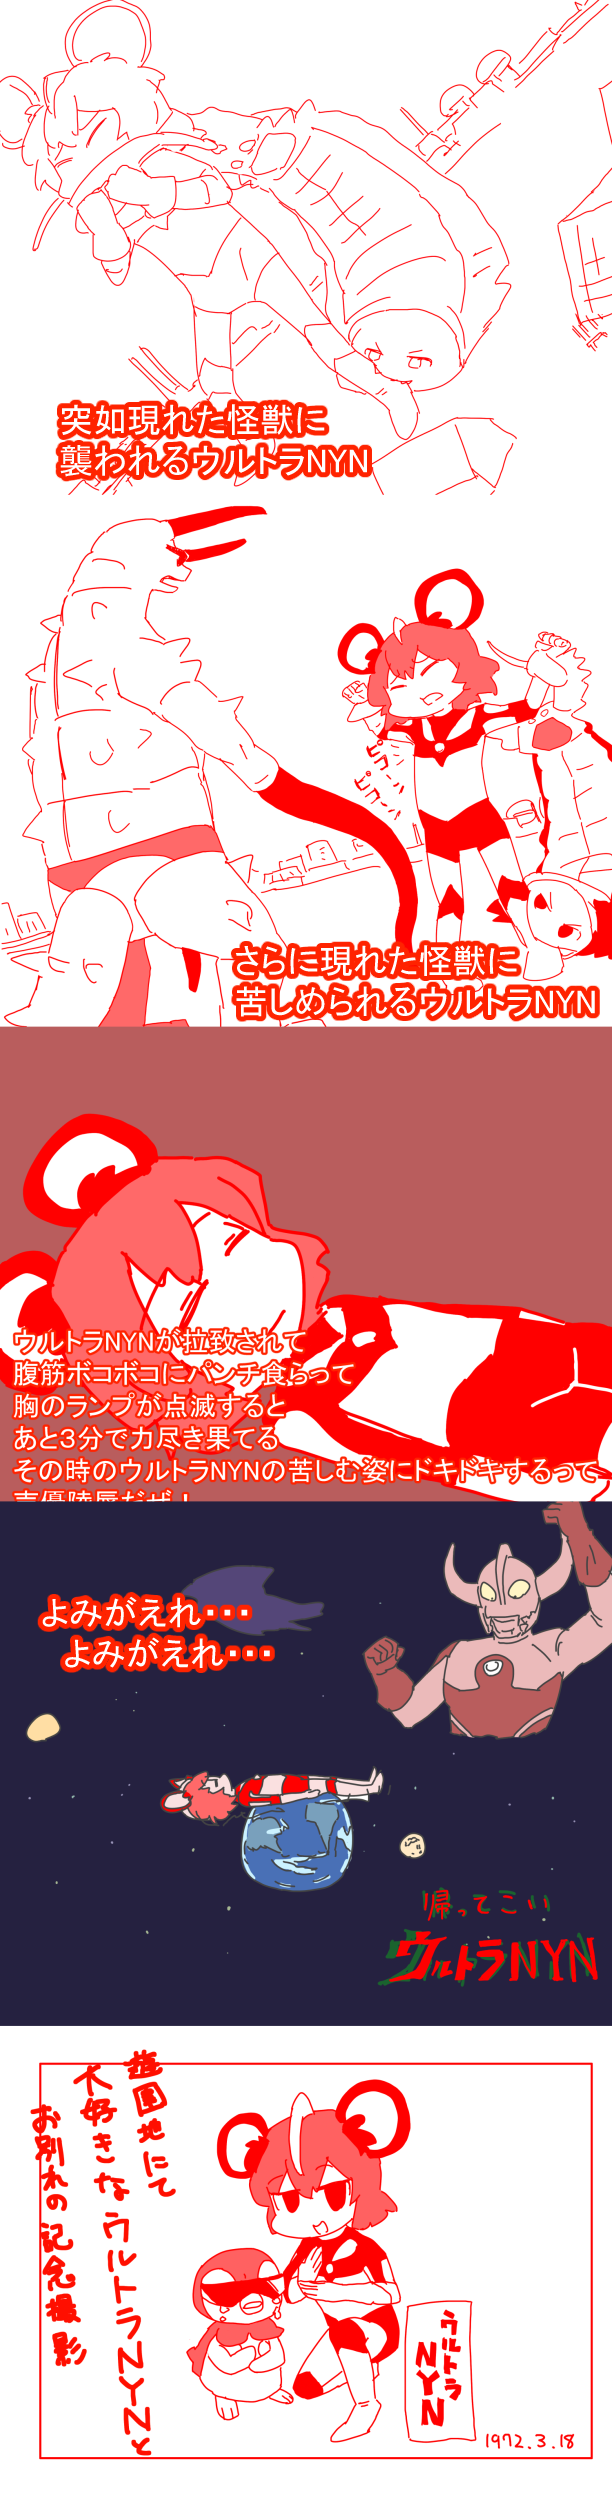 突如現れた怪獣に
襲われるウルトラNYN
さらに現れた怪獣に
苦しめられるウルトラNYN
ウルトラNYNが拉致されて
腹筋ボコボコにパンチ食らって
胸のランプが点滅すると
あと3分で力尽き果てる
その時のウルトラNYNの苦しむ姿にドキドキするって
声優陵辱だぜ！
よみがえれ・・・
よみがえれ・・・
帰ってこい
ウルトラNYN
遊園地にて
大好きなウルトラNYNと
お別れの記念撮影
ウルトラ
NYN
1972.3.18